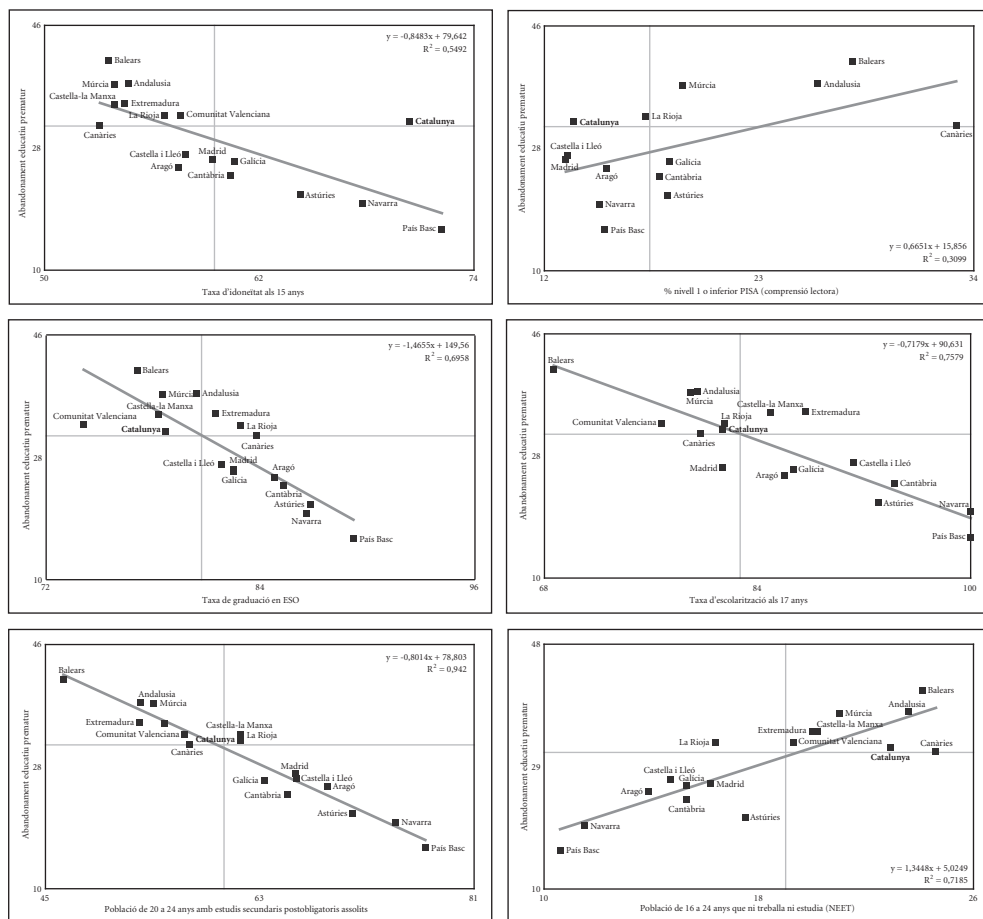 46
y = -0,8483x + 79,642
R² = 0,5492
Balears
Múrcia
Andalusia
Castella-la Manxa
Extremadura
La Rioja
Comunitat Valenciana
Catalunya
Canàries
28
Castella i Lleó
Madrid
Galícia
Aragó
Cantàbria
Astúries
Navarra
País Basc
10
50
62
74
Abandonament educatiu prematur
Taxa d'idoneïtat als 15 anys
46
Balears
Múrcia
Andalusia
Catalunya
La Rioja
Canàries
28
Castella i Lleó
Madrid
Galícia
Aragó
Cantàbria
Astúries
Navarra
País Basc
y = 0,6651x + 15,856
R² = 0,3099
10
12
23
34
Abandonament educatiu prematur
% nivell 1 o inferior PISA (comprensió lectora)
46
y = -1,4655x + 149,56
R² = 0,6958
Balears
Múrcia
Andalusia
Castella-la Manxa
Comunitat Valenciana
Extremadura
Catalunya
La Rioja
Canàries
28
Castella i Lleó
Madrid
Galícia
Aragó
Cantàbria
Astúries
Navarra
País Basc
10
72
84
96
Abandonament educatiu prematur
Taxa de graduació en ESO
46
y = -0,7179x + 90,631
R² = 0,7579
Balears
Andalusia
Múrcia
Castella-la Manxa
Extremadura
Comunitat Valenciana
La Rioja
Catalunya
Canàries
28
Madrid
Aragó
Galícia
Castella i Lleó
Cantàbria
Astúries
Navarra
País Basc
10
68
84
100
Abandonament educatiu prematur
Taxa d'escolarització als 17 anys
46
y = -0,8014x + 78,803
R² = 0,942
Balears
Andalusia
Múrcia
Extremadura
Castella-la Manxa
Comunitat Valenciana
Catalunya
La Rioja
Canàries
28
Madrid
Galícia
Castella i Lleó
Aragó
Cantàbria
Astúries
Navarra
País Basc
10
45
63
81
Abandonament educatiu prematur
Població de 20 a 24 anys amb estudis secundaris postobligatoris assolits
48
Balears
Andalusia
Múrcia
Castella-la Manxa
Extremadura
La Rioja
Comunitat Valenciana
Canàries
Catalunya
29
Castella i Lleó
Galícia
Aragó
Madrid
Cantàbria
Astúries
Navarra
País Basc
y = 1,3448x + 5,0249
R² = 0,7185
10
10
18
26
Abandonament educatiu prematur
Població de 16 a 24 anys que ni treballa ni estudia (NEET)